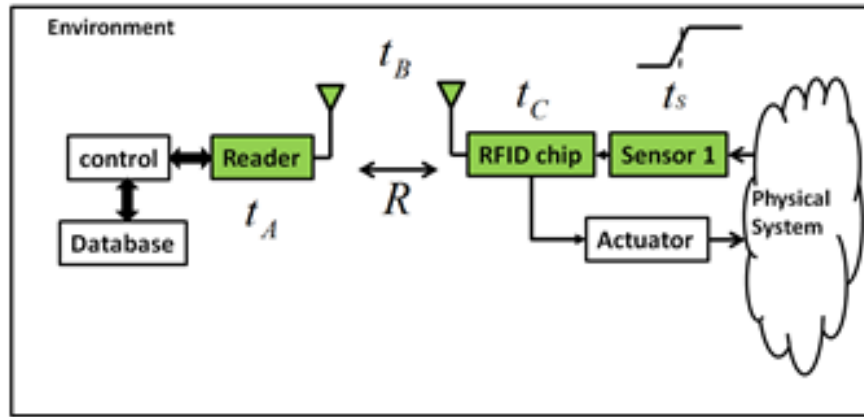 Environment
t_B
t_C
t_s
control
Reader
RFID chip
Sensor 1
R
Physical
System
t_A
Database
Actuator